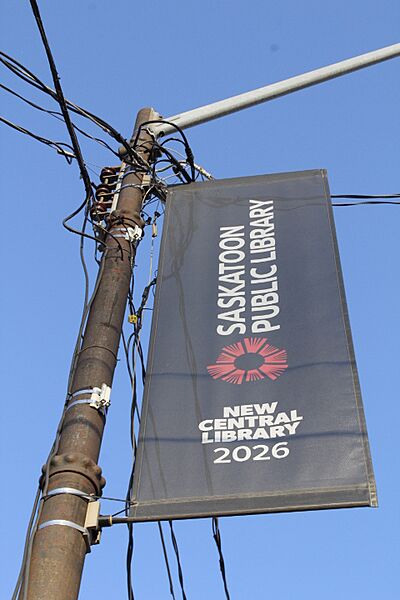 SASKATOON
PUBLIC LIBRARY
NEW
CENTRAL
LIBRARY
2026